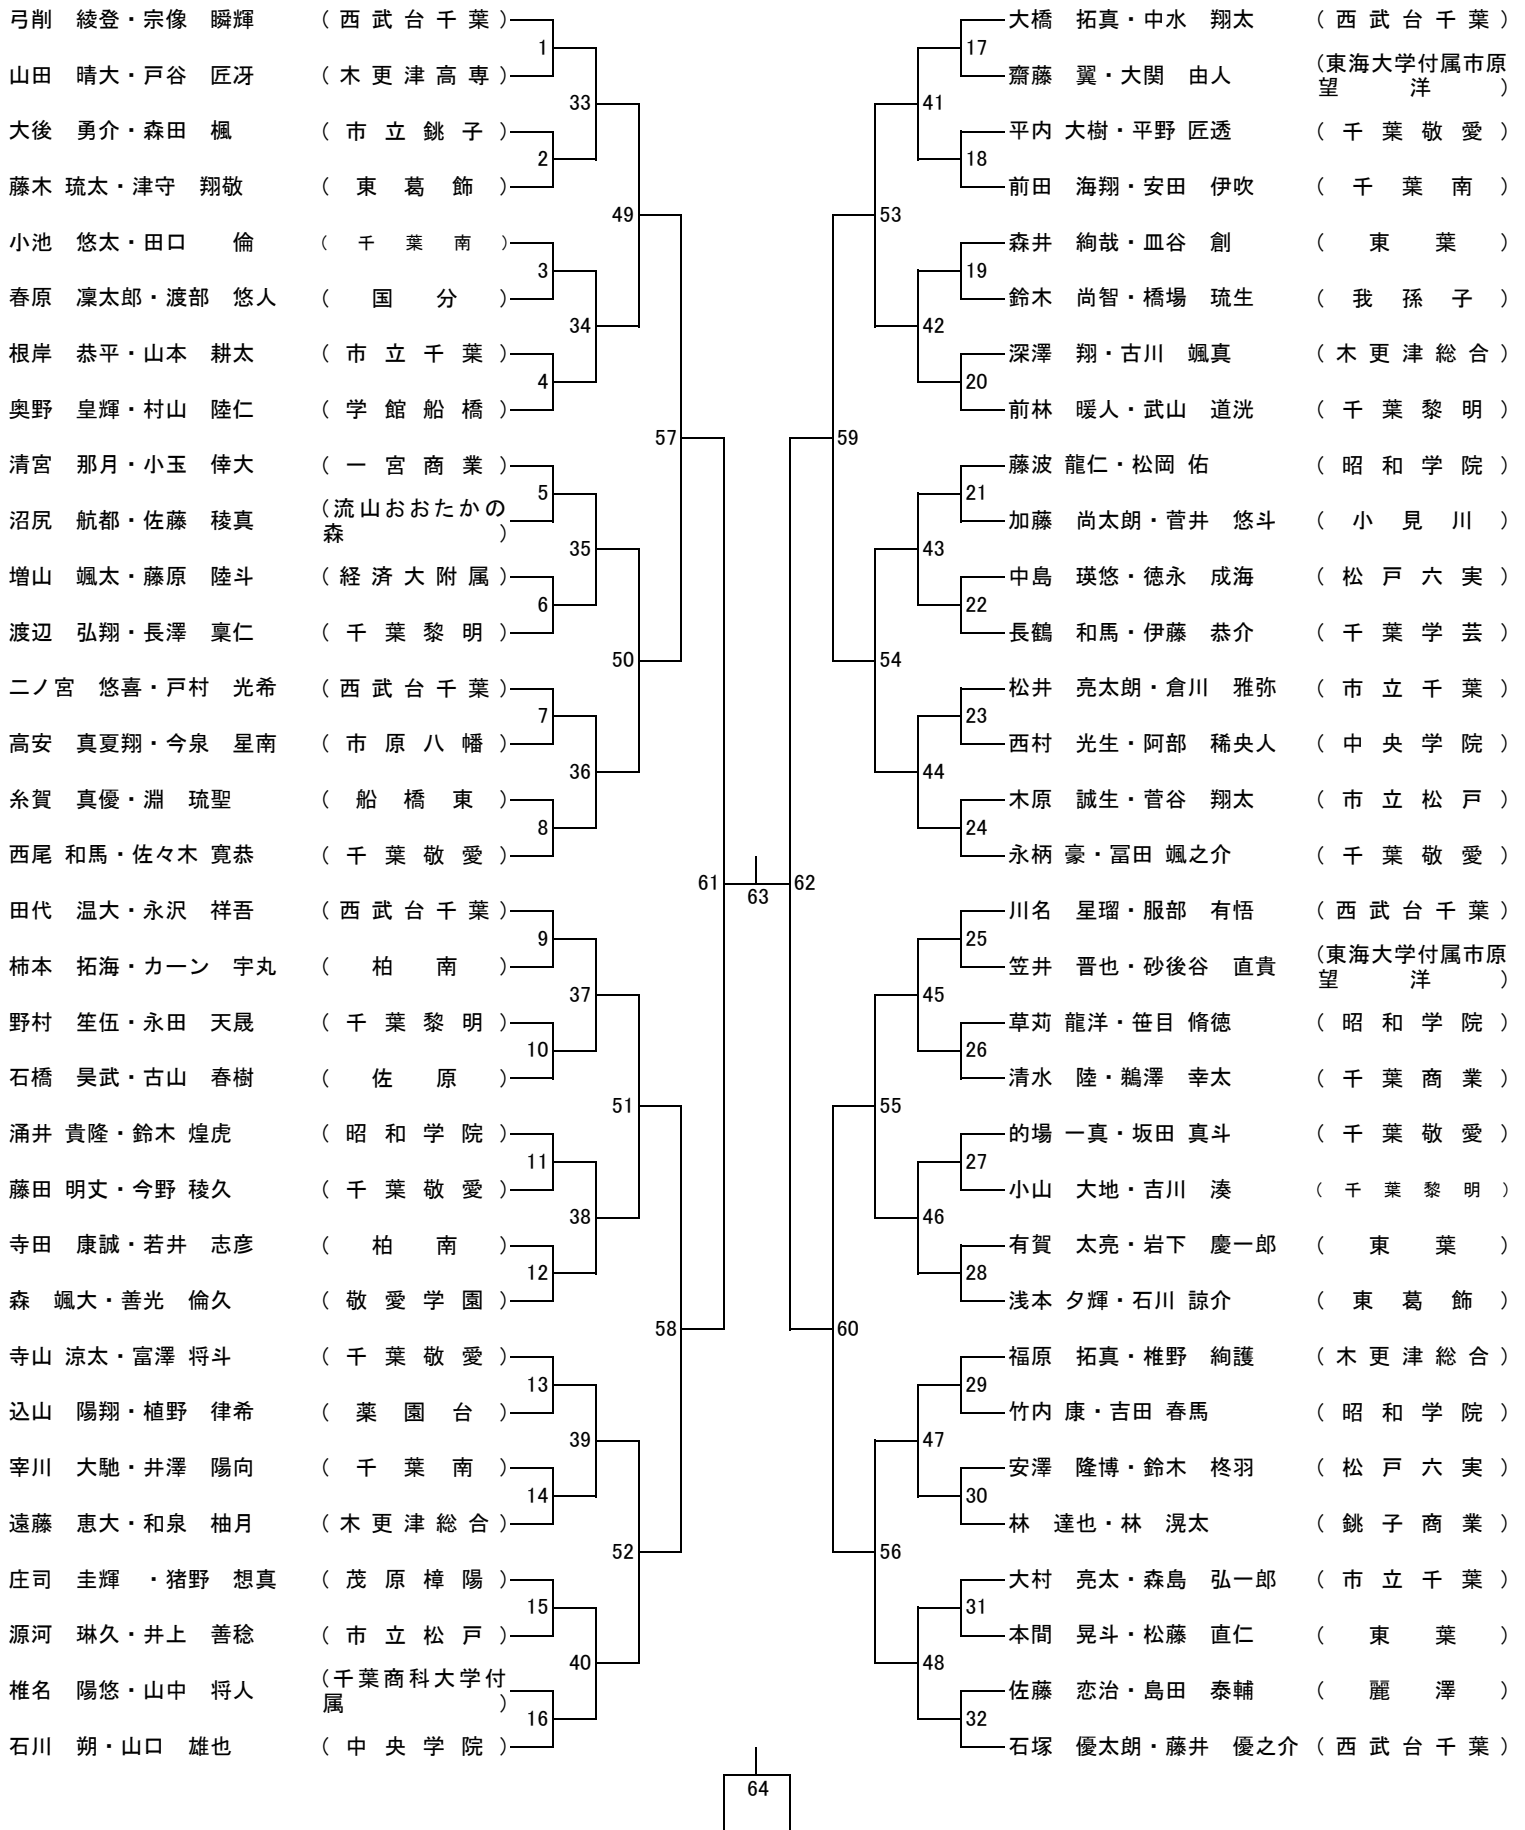 弓削　綾登・宗像　瞬輝　（西武台千葉）
1
山田　晴大・戸谷　匠冴　（木更津高専）
33
大後　勇介・森田　楓　（市立銚子）
2
藤木 琉太・津守　翔敬　（東葛飾）
49
小池　悠太・田口　　倫　（千葉南）
3
春原　凜太郎・渡部　悠人　（国分）
34
根岸　恭平・山本　耕太　（市立千葉）
4
奥野　皇輝・村山　陸仁　（学館船橋）
57
清宮　那月・小玉　倖大　（一宮商業）
5
沼尻　航都・佐藤　稜真　（流山おおたかの
森）
35
増山　颯太・藤原　陸斗　（経済大附属）
6
渡辺　弘翔・長澤　稟仁　（千葉黎明）
50
二ノ宮　悠喜・戸村　光希　（西武台千葉）
7
高安　真夏翔・今泉　星南　（市原八幡）
36
糸賀　真優・淵　琉聖　（船橋東）
8
西尾 和馬・佐々木 寛恭　（千葉敬愛）
61
田代　温大・永沢　祥吾　（西武台千葉）
9
柿本　拓海・カーン　宇丸　（柏南）
37
野村　笙伍・永田　天晟　（千葉黎明）
10
石橋　昊武・古山　春樹　（佐原）
51
涌井 貴隆・鈴木 煌虎　（昭和学院）
11
藤田 明丈・今野 稜久　（千葉敬愛）
38
寺田　康誠・若井　志彦　（柏南）
12
森　颯大・善光　倫久　（敬愛学園）
58
寺山 涼太・富澤 将斗　（千葉敬愛）
13
込山　陽翔・植野　律希　（薬園台）
39
宰川　大馳・井澤　陽向　（千葉南）
14
遠藤　恵大・和泉　柚月　（木更津総合）
52
庄司　圭輝　・猪野　想真　（茂原樟陽）
15
源河　琳久・井上　善稔　（市立松戸）
40
椎名　陽悠・山中　将人　（千葉商科大学付
属）
16
石川　朔・山口　雄也　（中央学院）
63
64
大橋　拓真・中水　翔太　（西武台千葉）
17
齋藤　翼・大関　由人　（東海大学付属市原
望洋）
41
平内 大樹・平野 匠透　（千葉敬愛）
18
前田　海翔・安田　伊吹　（千葉南）
53
森井　絢哉・皿谷　創　（東葉）
19
鈴木　尚智・橋場　琉生　（我孫子）
42
深澤　翔・古川　颯真　（木更津総合）
20
前林　暖人・武山　道洸　（千葉黎明）
59
藤波 龍仁・松岡 佑　（昭和学院）
21
加藤　尚太朗・菅井　悠斗　（小見川）
43
中島　瑛悠・徳永　成海　（松戸六実）
22
長鶴　和馬・伊藤　恭介　（千葉学芸）
54
松井　亮太朗・倉川　雅弥　（市立千葉）
23
西村　光生・阿部　稀央人　（中央学院）
44
木原　誠生・菅谷　翔太　（市立松戸）
24
永柄 豪・冨田 颯之介　（千葉敬愛）
62
川名　星瑠・服部　有悟　（西武台千葉）
25
笠井　晋也・砂後谷　直貴　（東海大学付属市原
望洋）
45
草苅 龍洋・笹目 脩徳　（昭和学院）
26
清水　陸・鵜澤　幸太　（千葉商業）
55
的場 一真・坂田 真斗　（千葉敬愛）
27
小山　大地・吉川　湊　（千葉黎明）
46
有賀　太亮・岩下　慶一郎　（東葉）
28
浅本 夕輝・石川 諒介　（東葛飾）
60
福原　拓真・椎野　絢護　（木更津総合）
29
竹内 康・吉田 春馬　（昭和学院）
47
安澤　隆博・鈴木　柊羽　（松戸六実）
30
林　達也・林　滉太　（銚子商業）
56
大村　亮太・森島　弘一郎　（市立千葉）
31
本間　晃斗・松藤　直仁　（東葉）
48
佐藤　恋治・島田　泰輔　（麗澤）
32
石塚　優太朗・藤井　優之介　（西武台千葉）